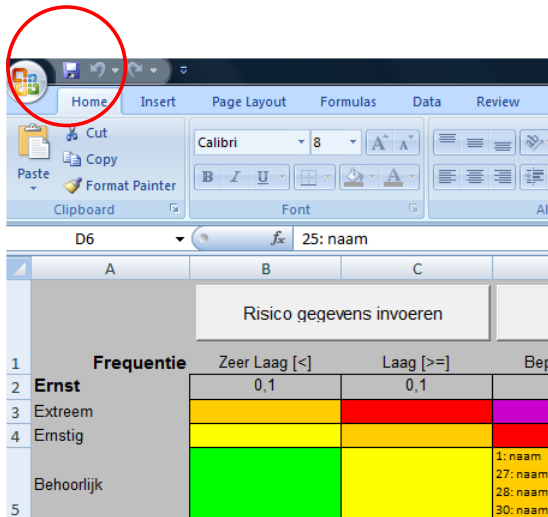 Home Insert Page Layout Formulas Data Review
Cut
Calibri 8 A A
Copy
Paste
Format Painter
B I U A
Clipboard Font
D6 fx 25: naam
A B C
Risico gegevens invoeren
1 Frequentie Zeer Laag [<] Laag [>=]
2 Ernst 0,1 0,1
3 Extreem
4 Ernstig
1: naam
27: naam
Behoorlijk
28: naam
5 30: naam